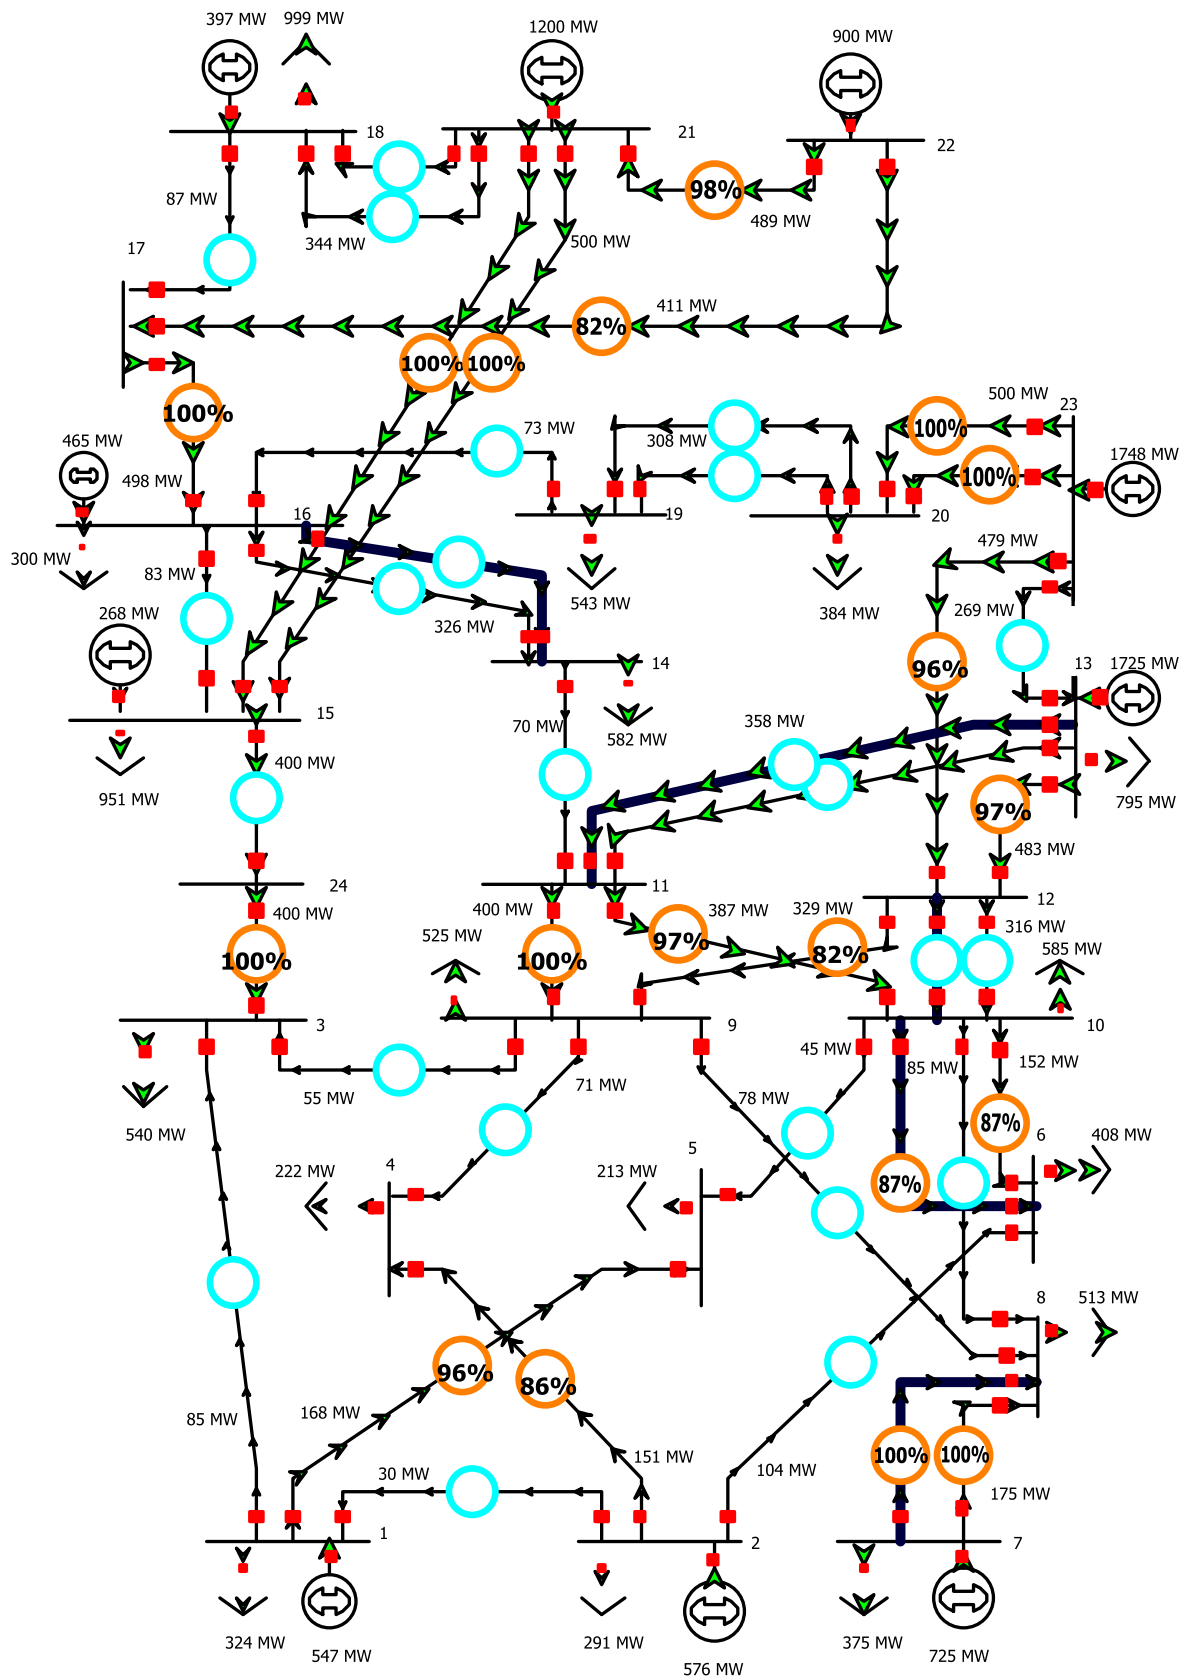 397 MW
999 MW
1200 MW
900 MW
18
21
22
87 MW
98%
489 MW
344 MW
500 MW
17
411 MW
82%
100%
100%
100%
500 MW
23
73 MW
308 MW
100%
465 MW
1748 MW
100%
498 MW
16
19
20
479 MW
300 MW
83 MW
543 MW
384 MW
269 MW
268 MW
326 MW
14
96%
13
1725 MW
15
70 MW
358 MW
582 MW
400 MW
951 MW
795 MW
97%
483 MW
24
11
12
400 MW
400 MW
387 MW
329 MW
316 MW
525 MW
97%
82%
585 MW
100%
100%
3
9
10
45 MW
85 MW
152 MW
55 MW
71 MW
78 MW
87%
540 MW
4
5
6
408 MW
222 MW
213 MW
87%
8
513 MW
96%
86%
85 MW
168 MW
151 MW
104 MW
100%
100%
30 MW
175 MW
1
2
7
324 MW
547 MW
291 MW
576 MW
375 MW
725 MW